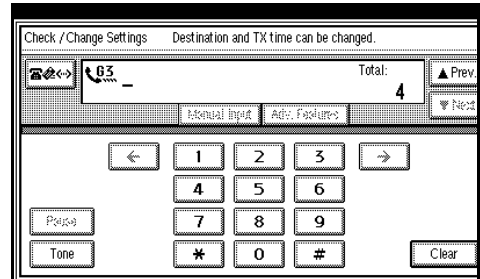 Check / Change Settings Destination and TX time can be changed.
G3 _ Total: ▲ Prev.
4 ▼ Next
Manual Input Adv. Features
← 1 2 3 →
4 5 6
Pause 7 8 9
Tone * 0 # Clear